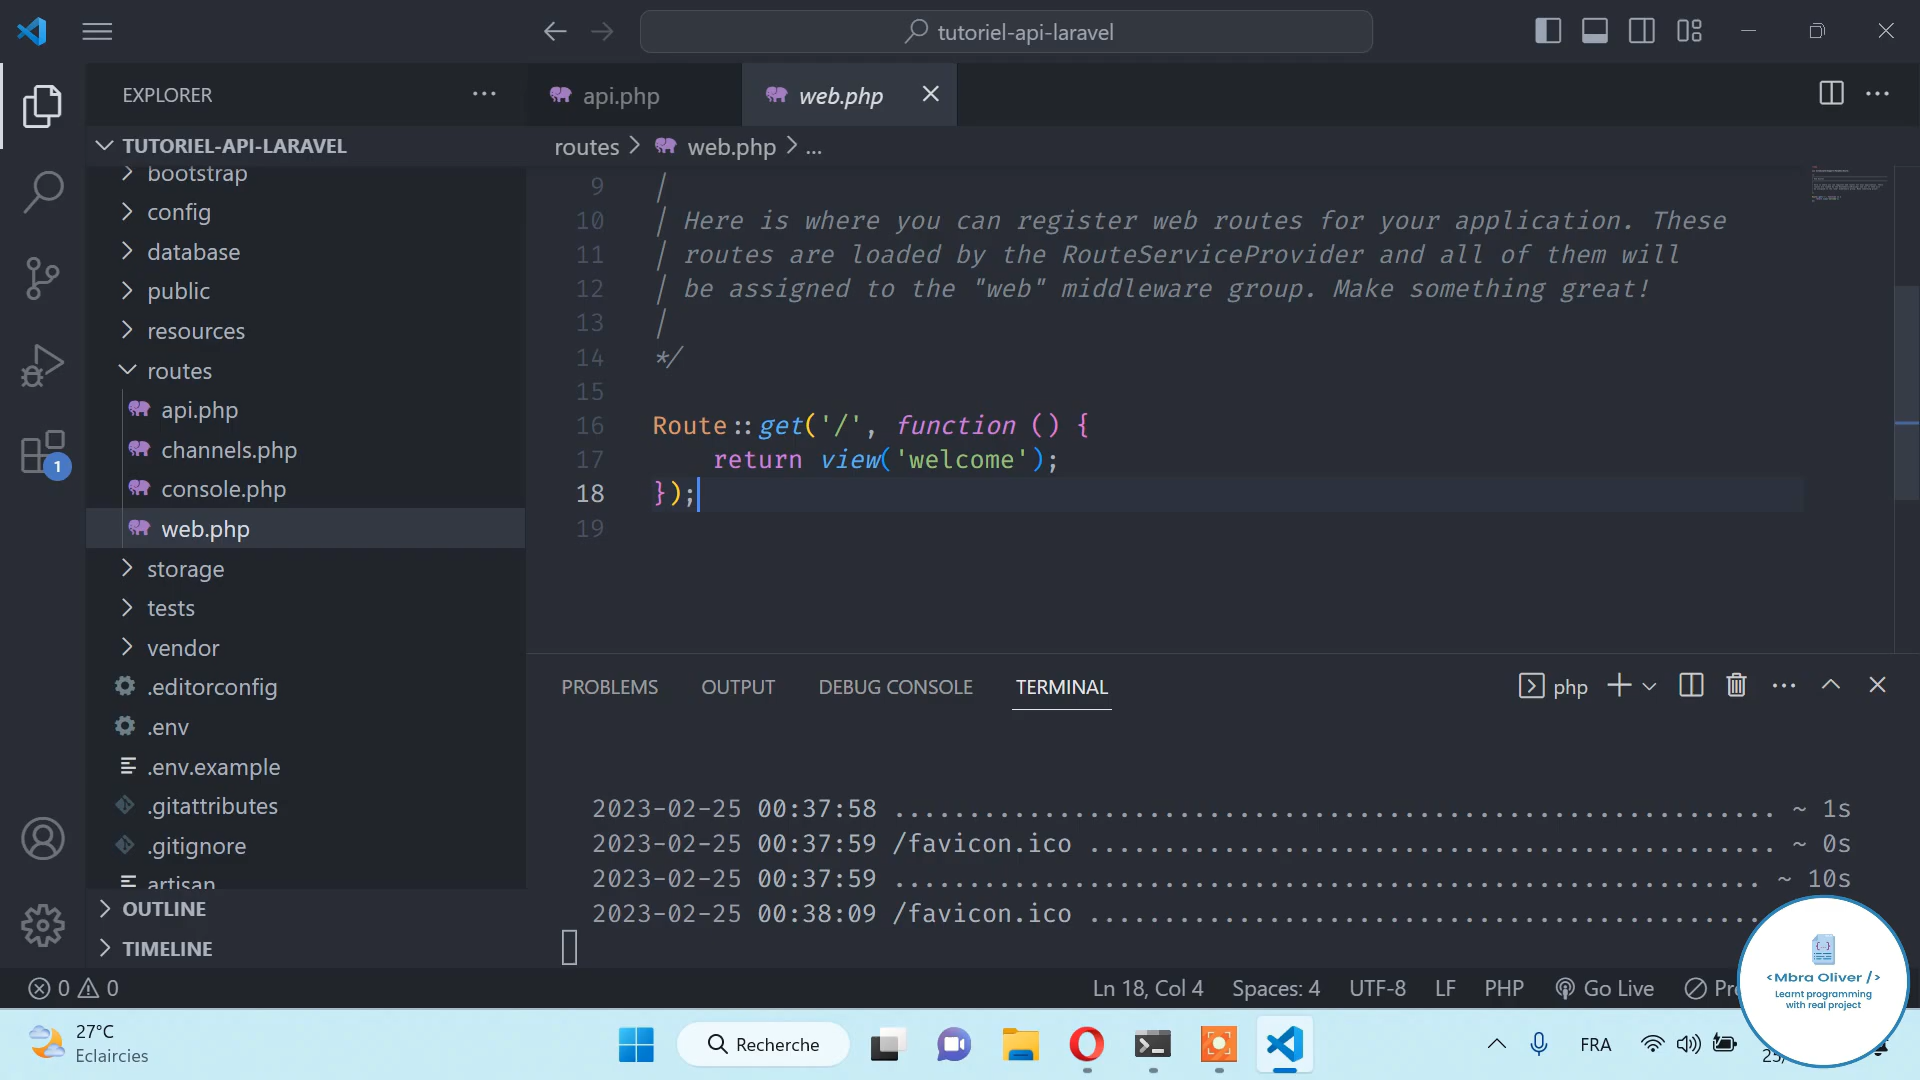 tutoriel-api-laravel
EXPLORER
api.php
web.php
TUTORIEL-API-LARAVEL
routes > web.php > ...
bootstrap
config
database
public
resources
routes
api.php
channels.php
console.php
web.php
storage
tests
vendor
.editorconfig
.env
.env.example
.gitattributes
.gitignore
artisan
OUTLINE
TIMELINE
9 |
10 | Here is where you can register web routes for your application. These
11 | routes are loaded by the RouteServiceProvider and all of them will
12 | be assigned to the "web" middleware group. Make something great!
13 |
14 */
15
16 Route::get('/', function () {
17 return view('welcome');
18 });
19
PROBLEMS OUTPUT DEBUG CONSOLE TERMINAL
php
2023-02-25 00:37:58 ........................................................... ~ 1s
2023-02-25 00:37:59 /favicon.ico .............................................. ~ 0s
2023-02-25 00:37:59 .......................................................... ~ 10s
2023-02-25 00:38:09 /favicon.ico .............................................
1
0 0
Ln 18, Col 4 Spaces: 4 UTF-8 LF PHP Go Live
<Mbra Oliver />
Learnt programming
with real project
27°C
Eclaircies
Recherche
FRA